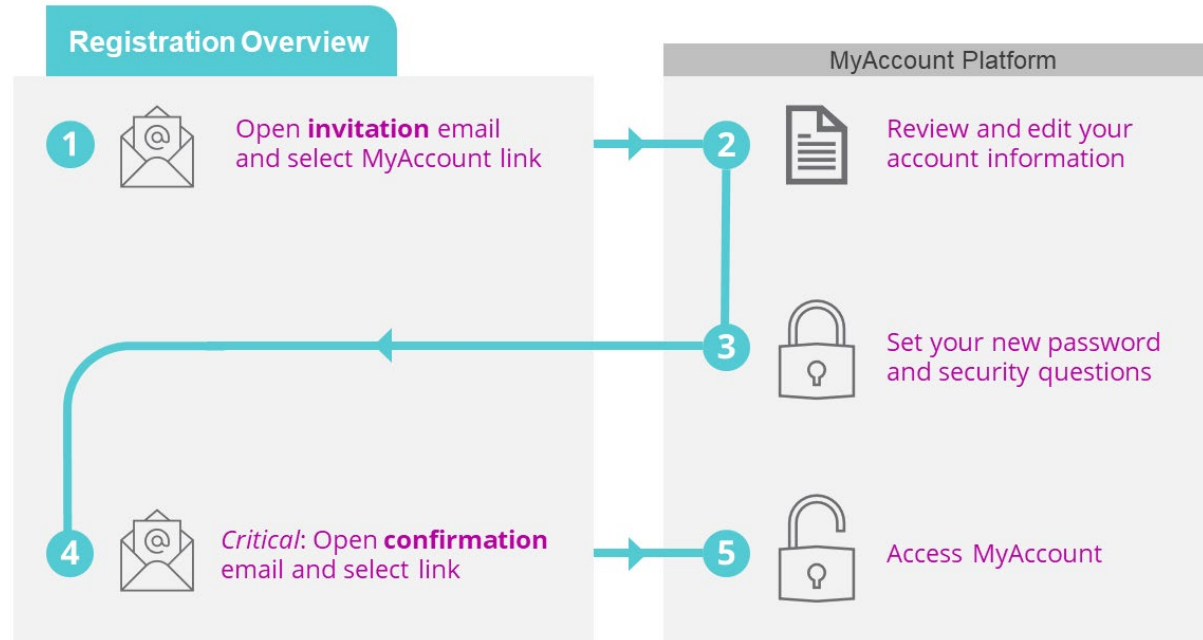 Registration Overview
MyAccount Platform
1
Open invitation email
and select MyAccount link
2
Review and edit your
account information
3
Set your new password
and security questions
4
Critical: Open confirmation
email and select link
5
Access MyAccount